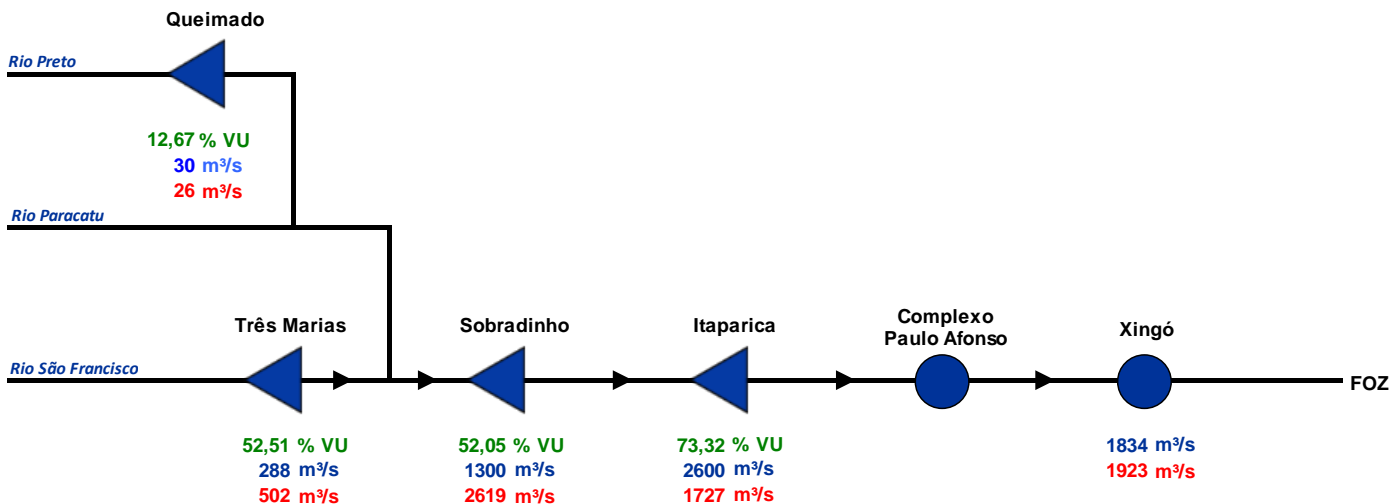 Queimado
Rio Preto
12,67 % VU
30 m³/s
26 m³/s
Rio Paracatu
Três Marias
Sobradinho
Itaparica
Complexo
Paulo Afonso
Xingó
Rio São Francisco
FOZ
52,51 % VU
288 m³/s
502 m³/s
52,05 % VU
1300 m³/s
2619 m³/s
73,32 % VU
2600 m³/s
1727 m³/s
1834 m³/s
1923 m³/s